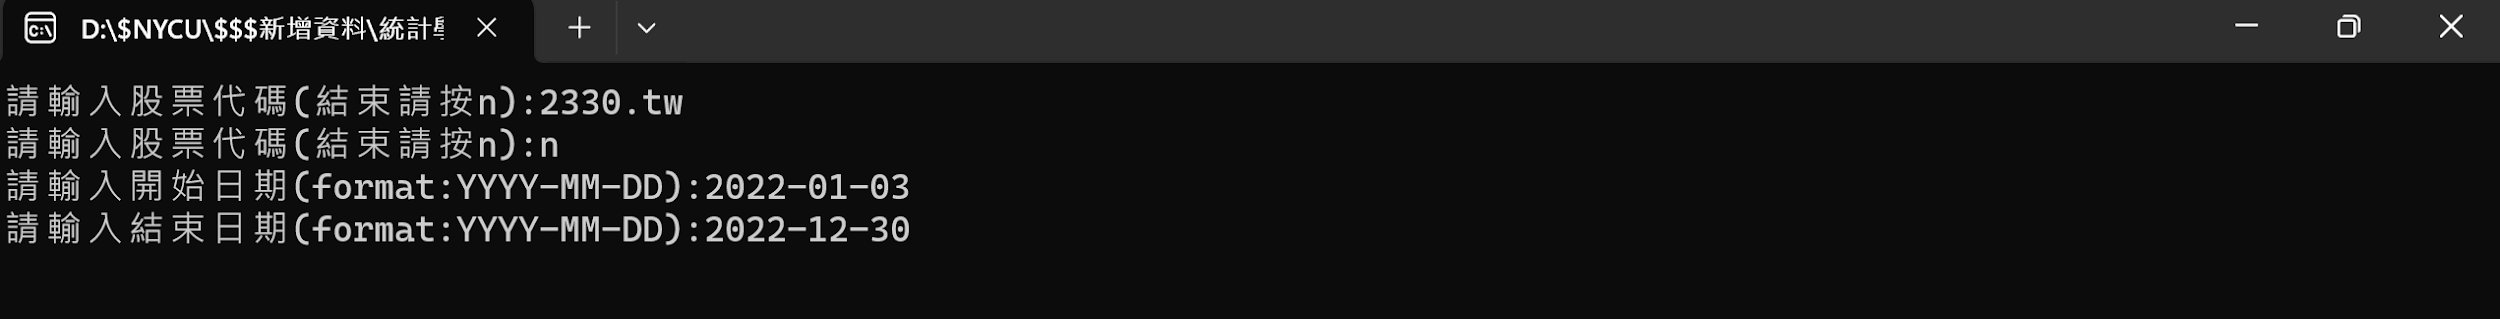 D:\$NYCU\$$$新增資料\統計
請輸入股票代碼(結束請按n):2330.tw
請輸入股票代碼(結束請按n):n
請輸入開始日期(format:YYYY-MM-DD):2022-01-03
請輸入結束日期(format:YYYY-MM-DD):2022-12-30